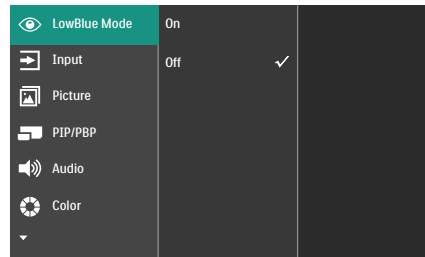 LowBlue Mode
On
Input
Off
Picture
PIP/PBP
Audio
Color